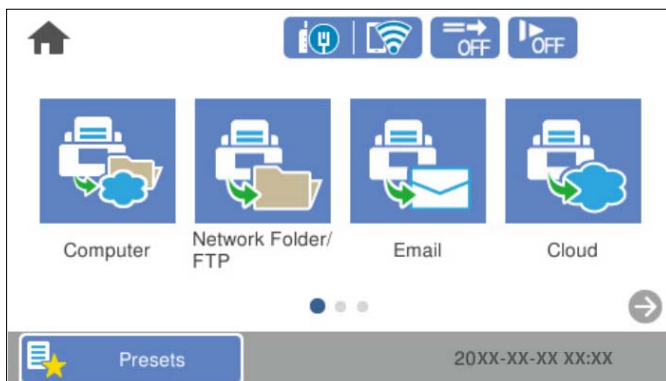 OFF
OFF
Computer
Network Folder/
FTP
Email
Cloud
Presets
20XX-XX-XX XX:XX